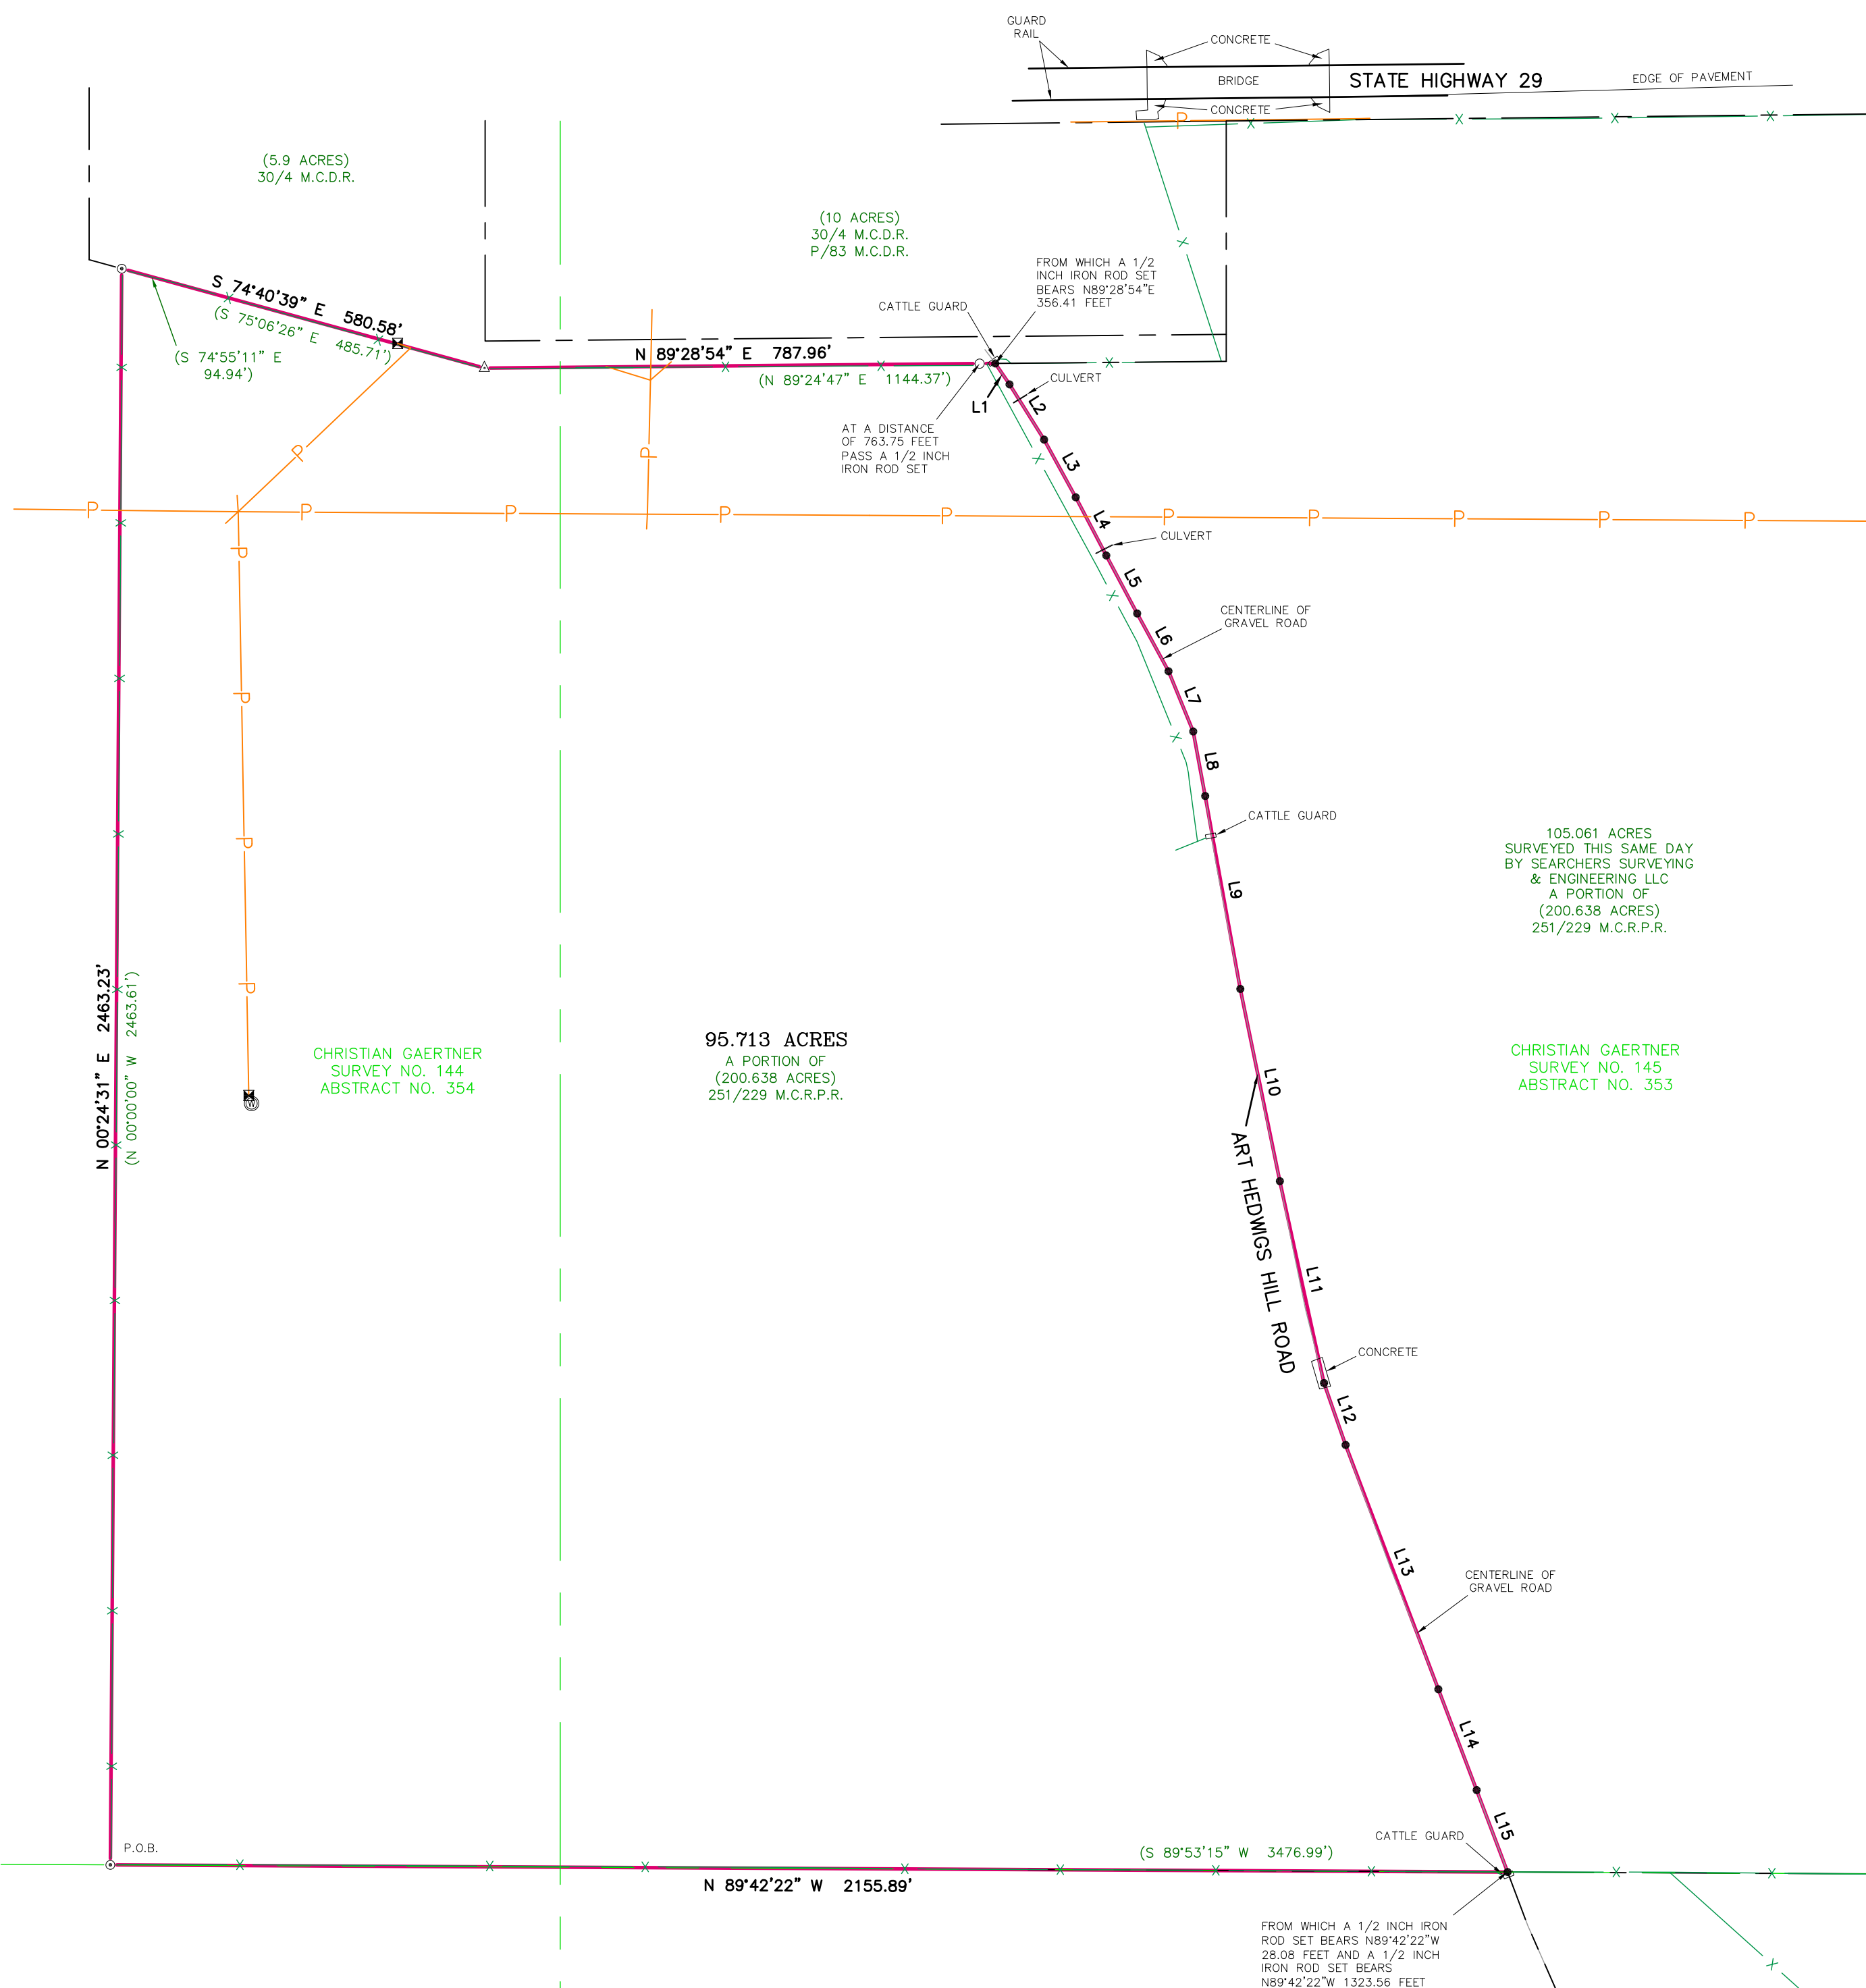 GUARD
RAIL
CONCRETE
BRIDGE
STATE HIGHWAY 29
EDGE OF PAVEMENT
CONCRETE
P
X
X
X
X
(5.9 ACRES)
30/4 M.C.D.R.
(10 ACRES)
30/4 M.C.D.R.
P/83 M.C.D.R.
FROM WHICH A 1/2
INCH IRON ROD SET
BEARS N89°28'54"E
356.41 FEET
CATTLE GUARD
S 74°40'39" E 580.58'
(S 75°06'26" E 485.71')
(S 74°55'11" E
94.94')
N 89°28'54" E 787.96'
(N 89°24'47" E 1144.37')
L1
CULVERT
L2
AT A DISTANCE
OF 763.75 FEET
PASS A 1/2 INCH
IRON ROD SET
L3
P
P
P P P P P P P P P P
L4
CULVERT
L5
CENTERLINE OF
GRAVEL ROAD
L6
L7
L8
CATTLE GUARD
L9
P
P
P
P
105.061 ACRES
SURVEYED THIS SAME DAY
BY SEARCHERS SURVEYING
& ENGINEERING LLC
A PORTION OF
(200.638 ACRES)
251/229 M.C.R.P.R.
N 00°24'31" E 2463.23'
(N 00°00'00" W 2463.61')
CHRISTIAN GAERTNER
SURVEY NO. 144
ABSTRACT NO. 354
W
95.713 ACRES
A PORTION OF
(200.638 ACRES)
251/229 M.C.R.P.R.
CHRISTIAN GAERTNER
SURVEY NO. 145
ABSTRACT NO. 353
L10
ART HEDWIGS HILL ROAD
L11
CONCRETE
L12
L13
CENTERLINE OF
GRAVEL ROAD
L14
L15
P.O.B.
CATTLE GUARD
(S 89°53'15" W 3476.99')
N 89°42'22" W 2155.89'
FROM WHICH A 1/2 INCH IRON
ROD SET BEARS N89°42'22"W
28.08 FEET AND A 1/2 INCH
IRON ROD SET BEARS
N89°42'22"W 1323.56 FEET